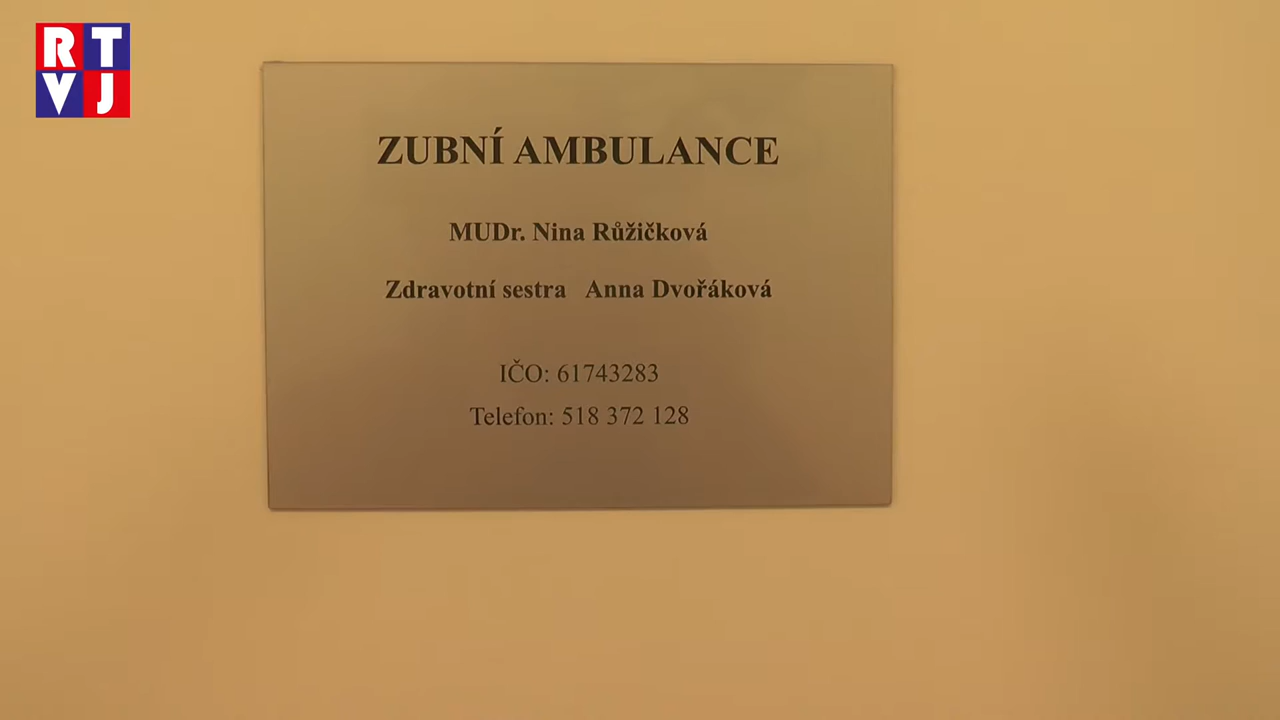 RT
VJ
ZUBNÍ AMBULANCE
MUDr. Nina Růžičková
Zdravotní sestra Anna Dvořáková
IČO: 61743283
Telefon: 518 372 128